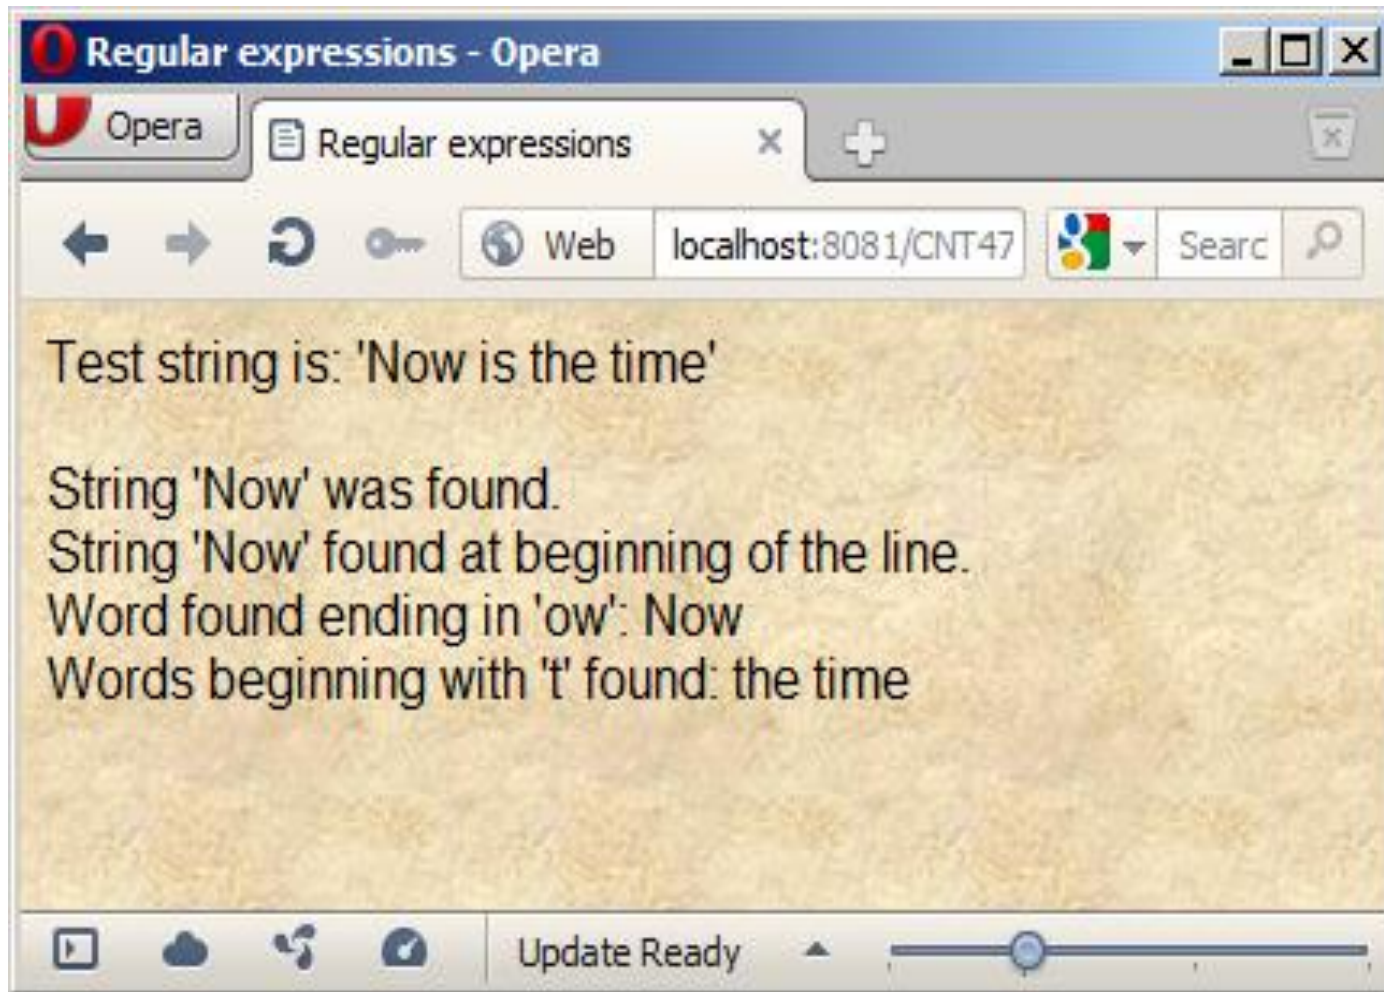 Regular expressions - Opera
Opera
Regular expressions
Web localhost:8081/CNT47 Searc
Test string is: 'Now is the time'
String 'Now' was found.
String 'Now' found at beginning of the line.
Word found ending in 'ow': Now
Words beginning with 't' found: the time
Update Ready